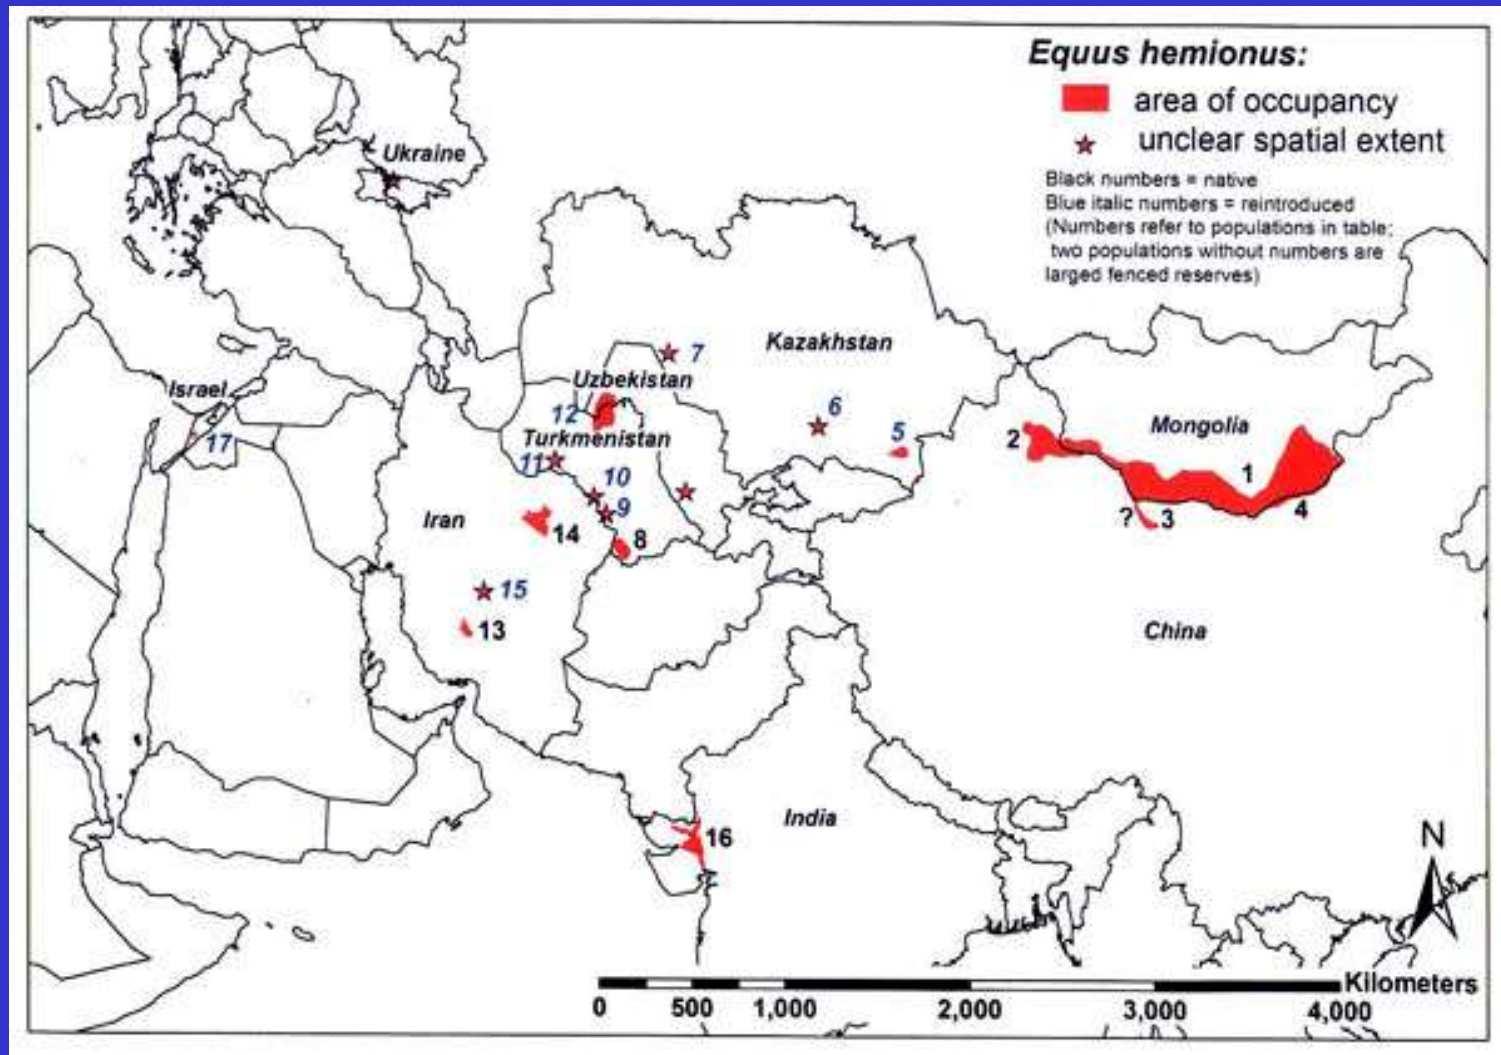 Equus hemionus:
area of occupancy
unclear spatial extent
Black numbers = native
Blue italic numbers = reintroduced
(Numbers refer to populations in table;
two populations without numbers are
larged fenced reserves)
Ukraine
Kazakhstan
7
Uzbekistan
Israel
6
12
5
Mongolia
17
Turkmenistan
2
11
10
1
9
4
Iran
14
? 3
8
15
13
China
India
16
N
Kilometers
0 500 1,000 2,000 3,000 4,000